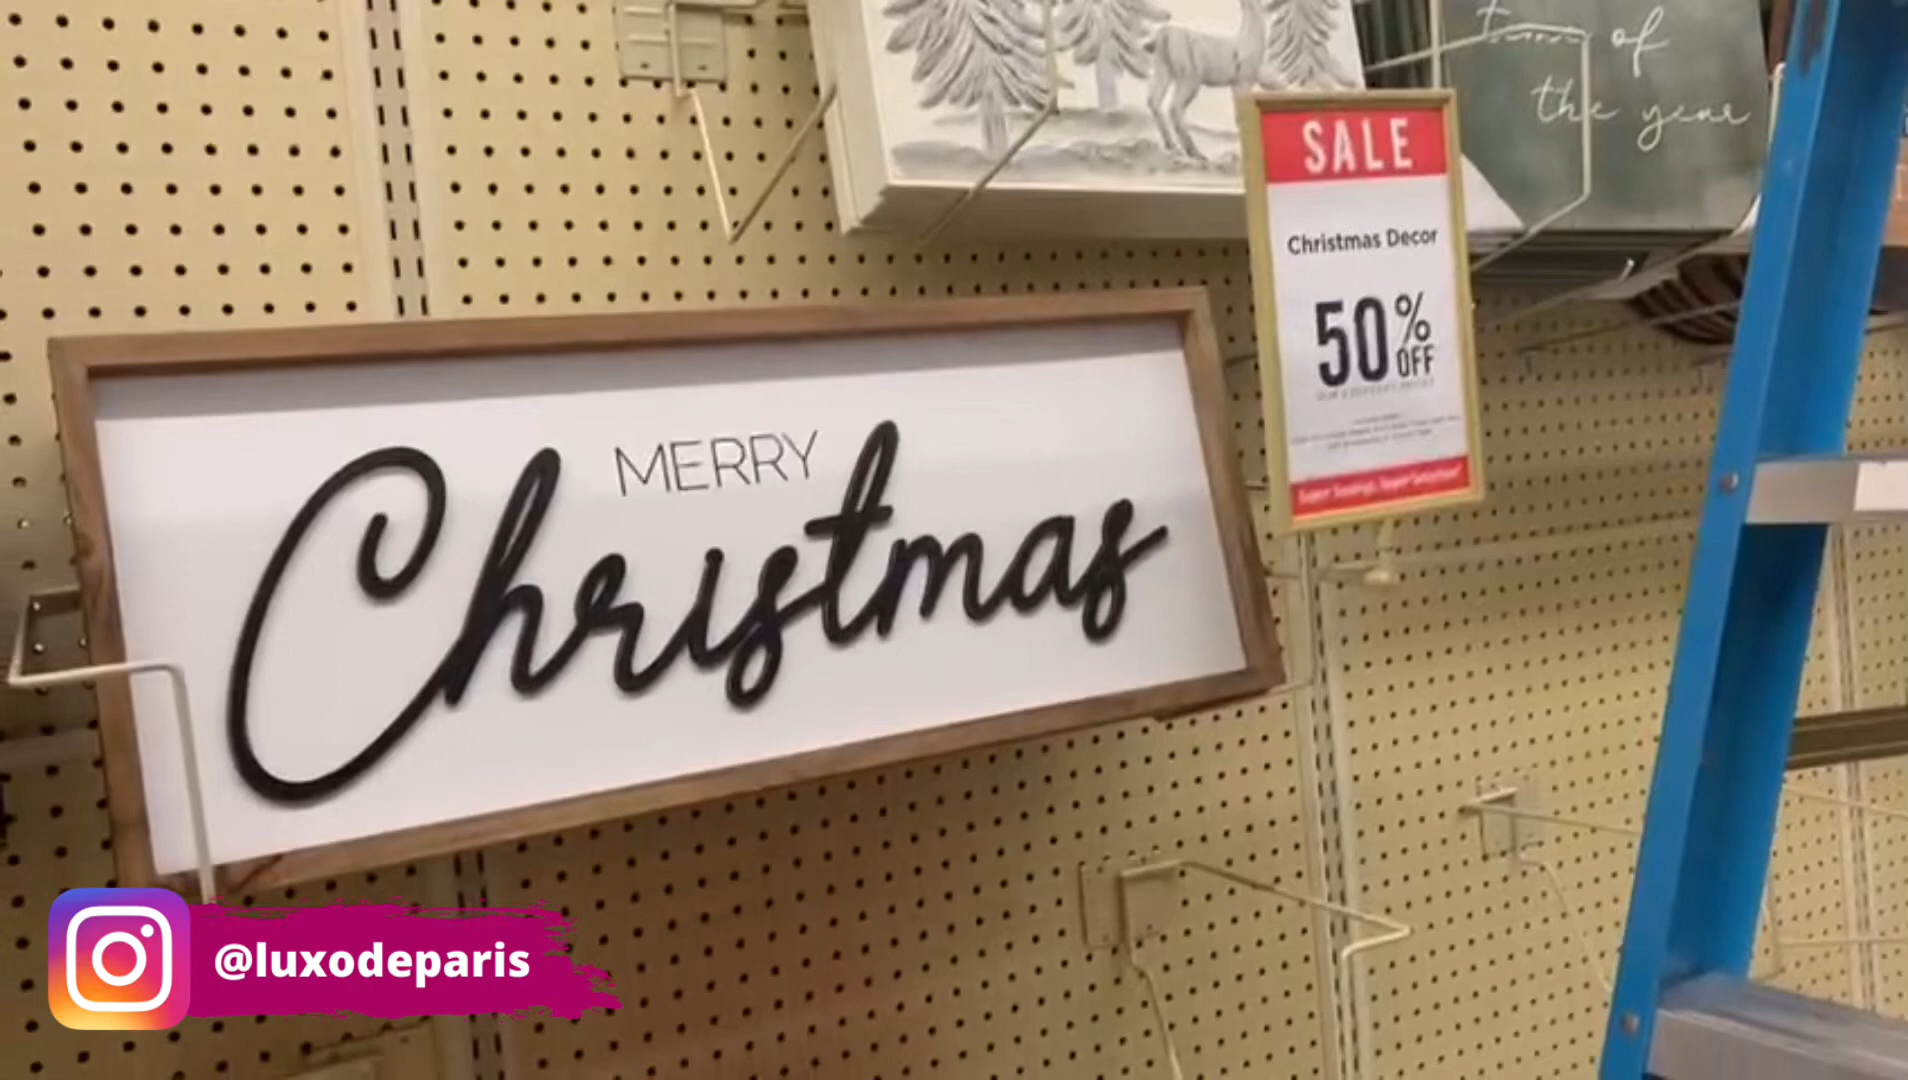 of
the year
SALE
Christmas Decor
50% OFF
MERRY
Christmas
@luxodeparis